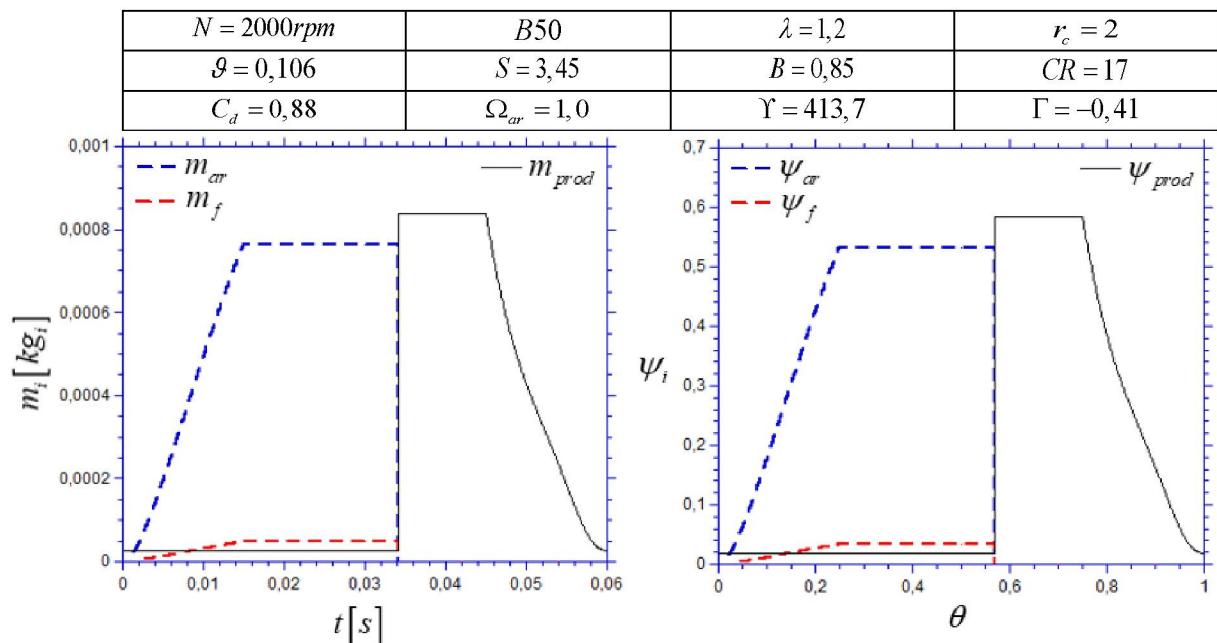 N = 2000rpm B50 λ = 1,2 r_c = 2
ϑ = 0,106 S = 3,45 B = 0,85 CR = 17
C_d = 0,88 Ω_ar = 1,0 ϒ = 413,7 Γ = −0,41
0,001
0,0008
0,0006
0,0004
0,0002
0
m_i [kg_i]
m_ar m_prod
m_f
0 0,01 0,02 0,03 0,04 0,05 0,06
t [s]
0,7
0,6
0,5
0,4
0,3
0,2
0,1
0
ψ_i
ψ_ar ψ_prod
ψ_f
0 0,2 0,4 0,6 0,8 1
θ